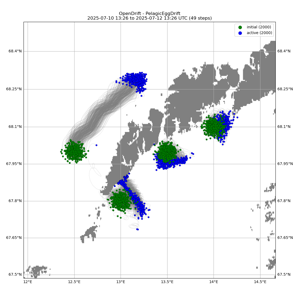 OpenDrift - PelagicEggDrift
2025-07-10 13:26 to 2025-07-12 13:26 UTC (49 steps)
initial (2000)
active (2000)
68.4°N
68.25°N
68.1°N
67.95°N
67.8°N
67.65°N
67.5°N
12°E
12.5°E
13°E
13.5°E
14°E
14.5°E
68.4°N
68.25°N
68.1°N
67.95°N
67.8°N
67.65°N
67.5°N